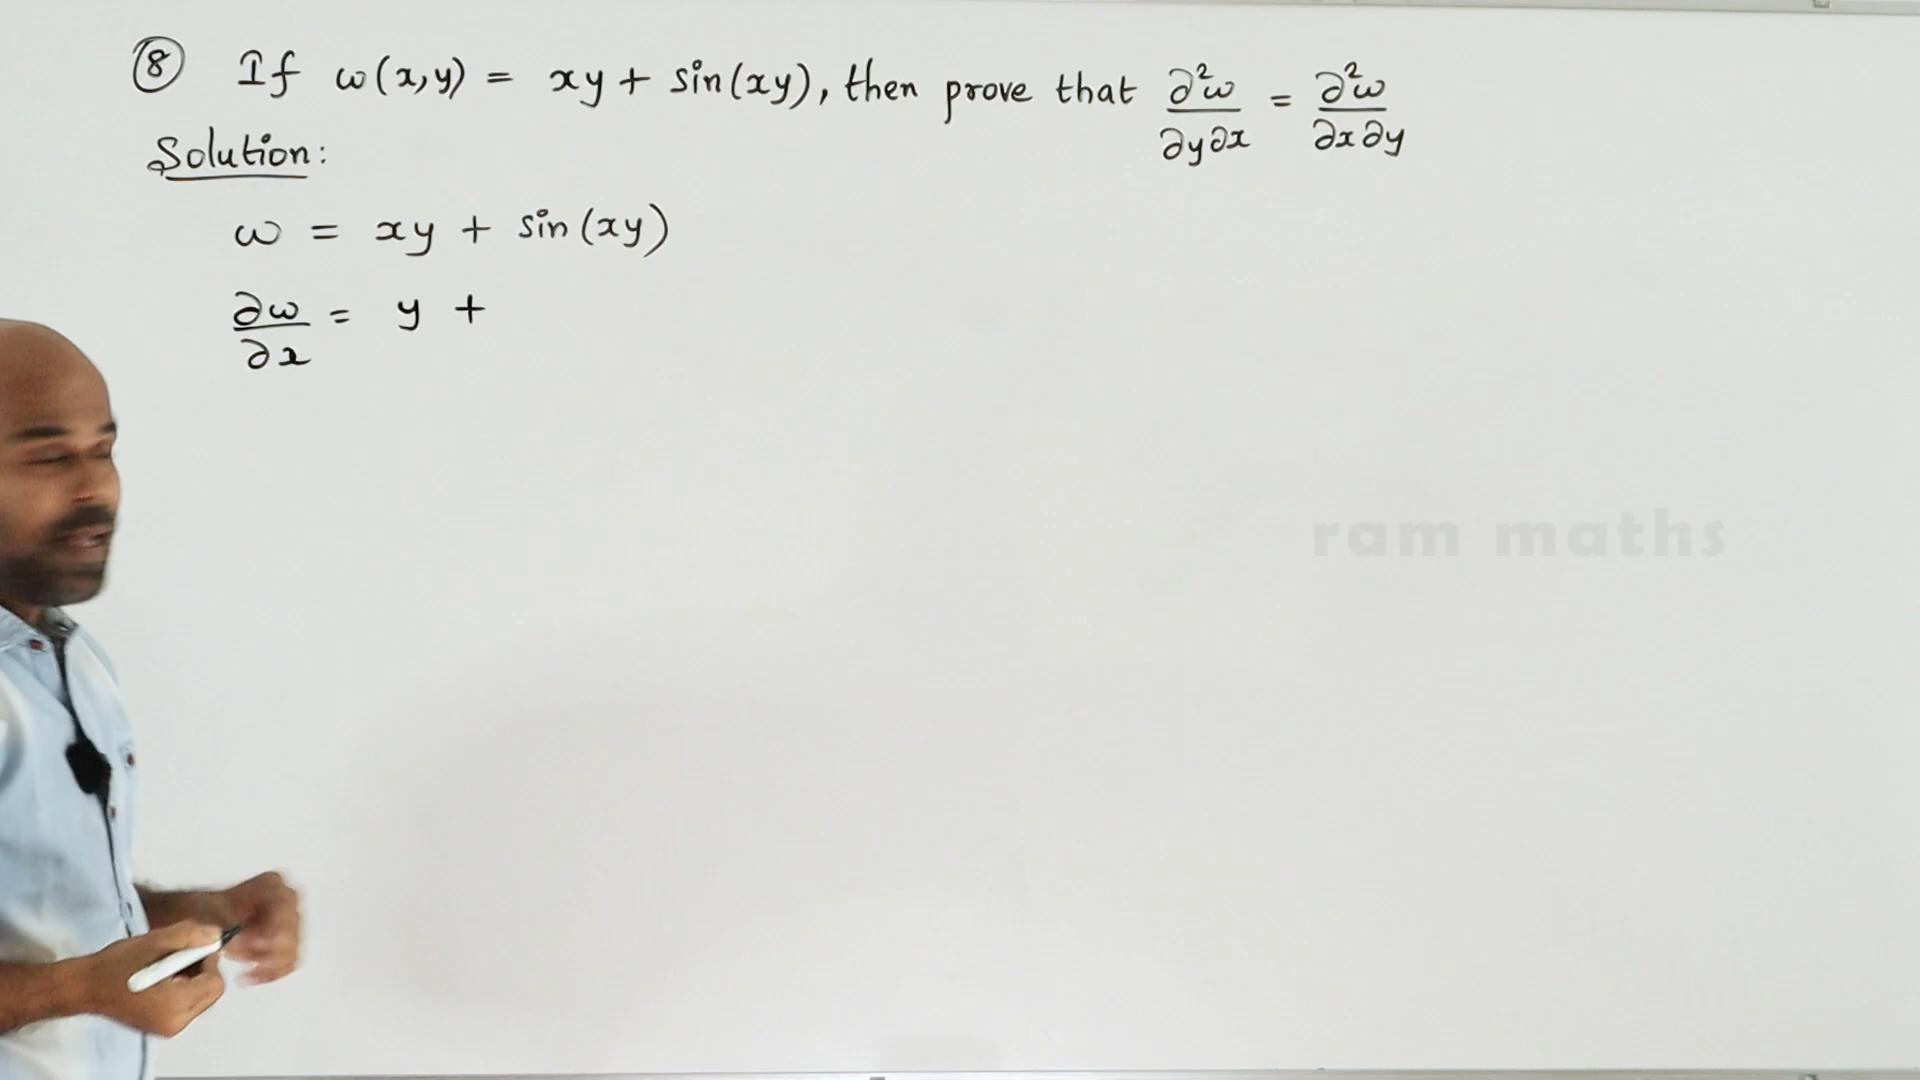 ⑧ If ω(x,y) = xy + sin(xy), then prove that ∂²ω/∂y∂x = ∂²ω/∂x∂y
Solution:
ω = xy + sin(xy)
∂ω/∂x = y +
ram maths